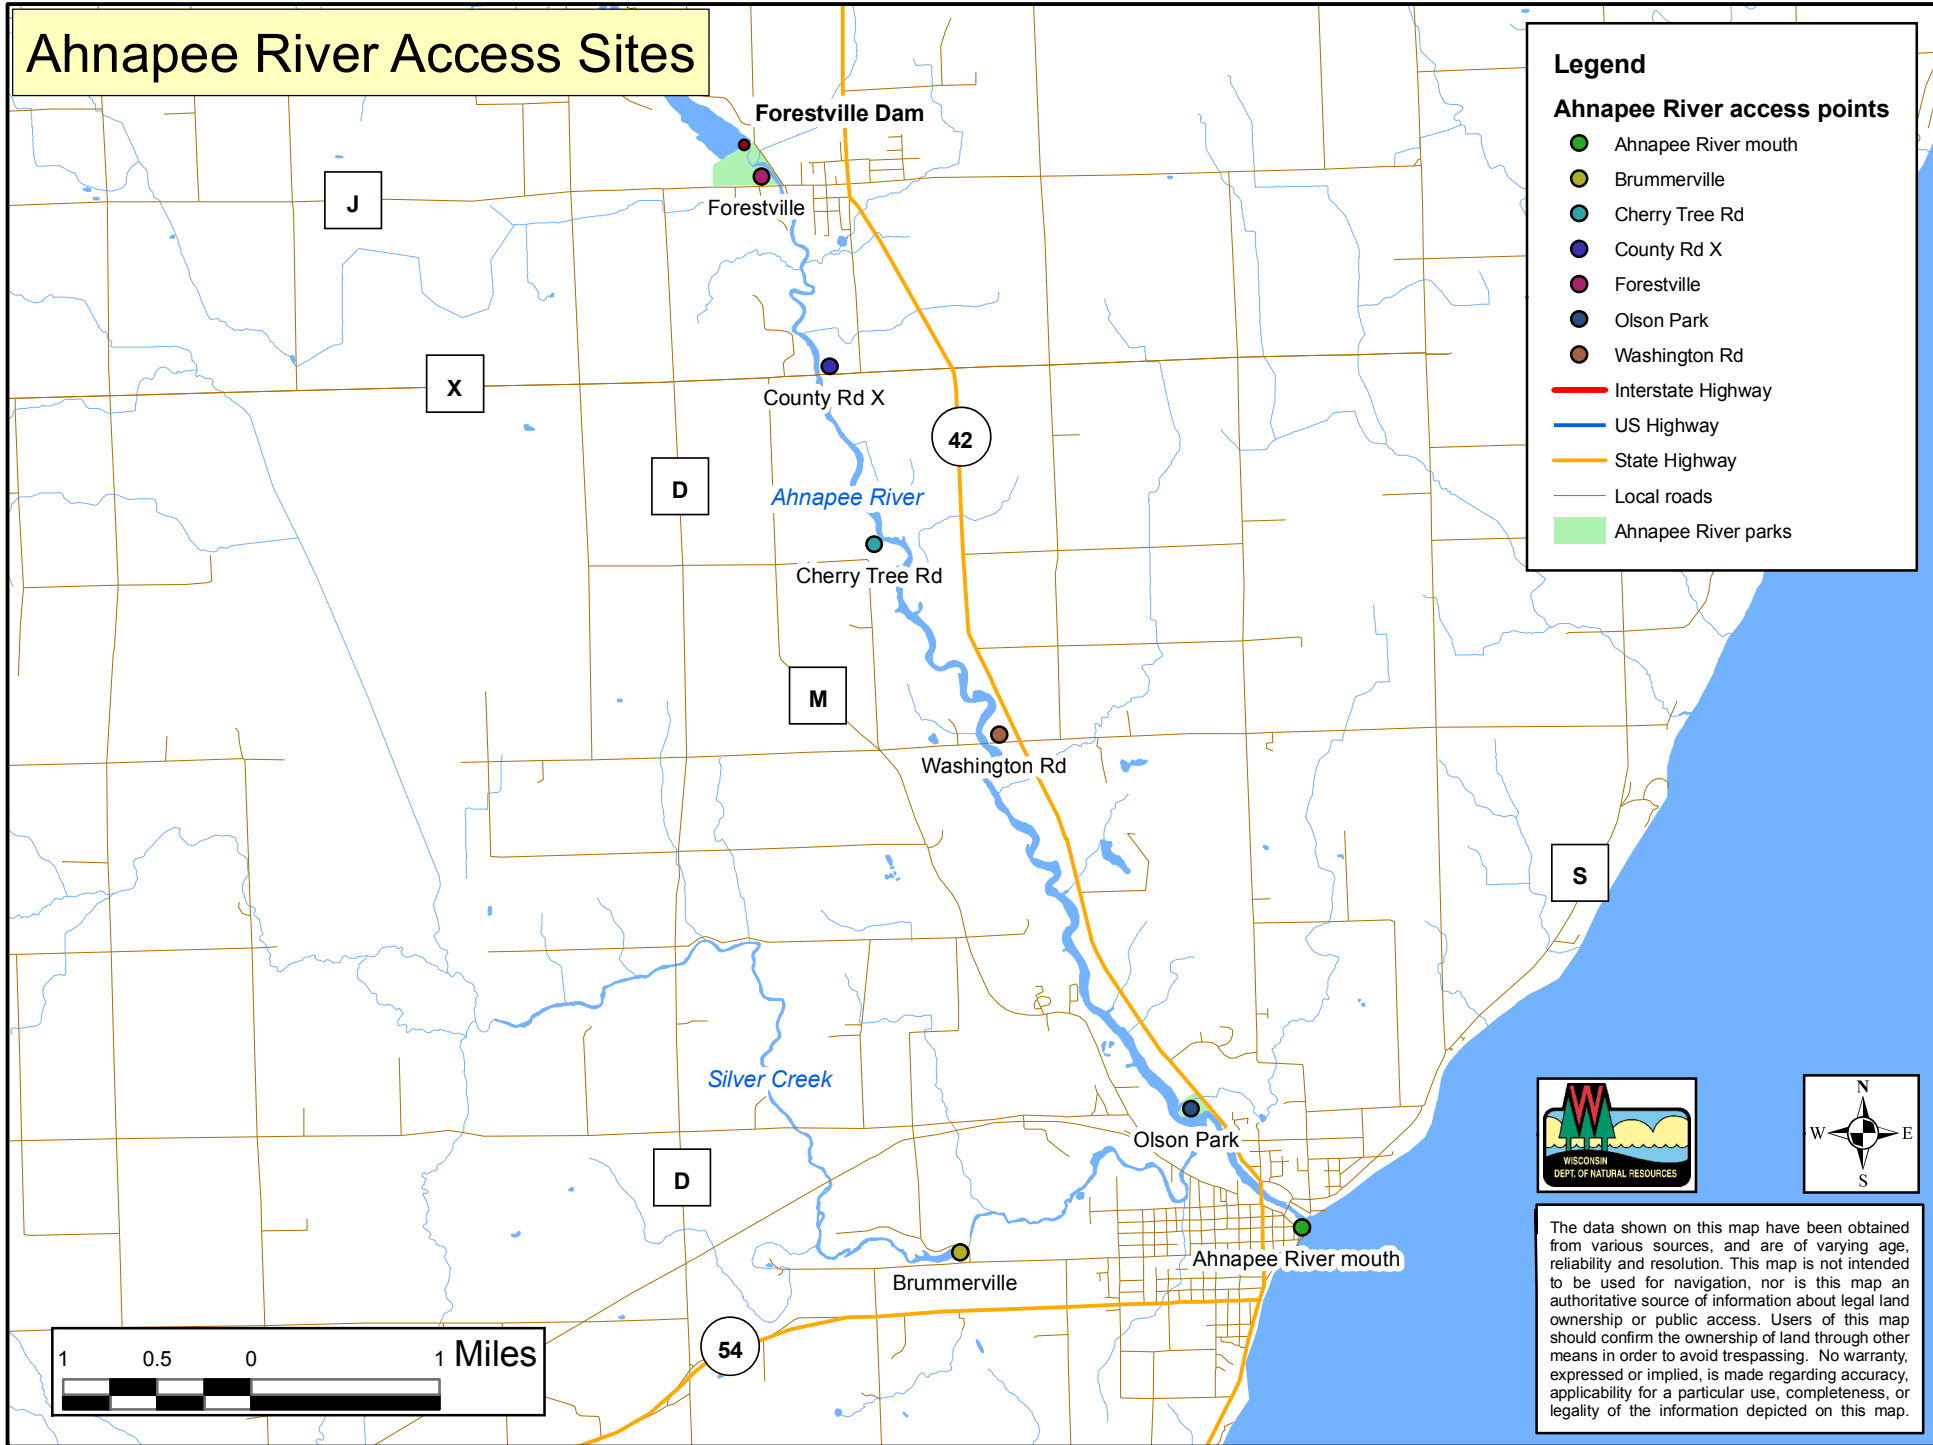 Ahnapee River Access Sites
Forestville Dam
Forestville
J
X
County Rd X
42
D
Ahnapee River
Cherry Tree Rd
M
Washington Rd
S
Silver Creek
Olson Park
D
Ahnapee River mouth
Brummerville
54
1 0.5 0 1 Miles
Legend
Ahnapee River access points
Ahnapee River mouth
Brummerville
Cherry Tree Rd
County Rd X
Forestville
Olson Park
Washington Rd
Interstate Highway
US Highway
State Highway
Local roads
Ahnapee River parks
W
WISCONSIN
DEPT. OF NATURAL RESOURCES
N
W E
S
The data shown on this map have been obtained
from various sources, and are of varying age,
reliability and resolution. This map is not intended
to be used for navigation, nor is this map an
authoritative source of information about legal land
ownership or public access. Users of this map
should confirm the ownership of land through other
means in order to avoid trespassing. No warranty,
expressed or implied, is made regarding accuracy,
applicability for a particular use, completeness, or
legality of the information depicted on this map.